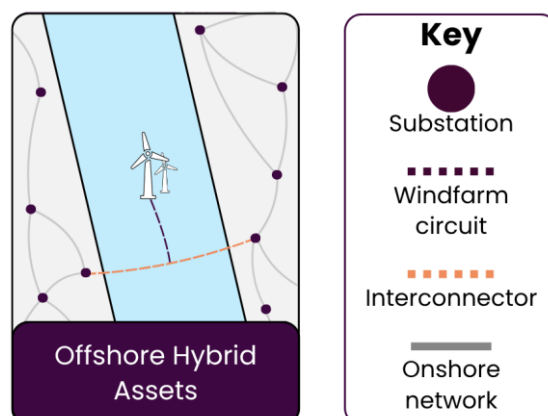 Offshore Hybrid
Assets
Key
Substation
Windfarm
circuit
Interconnector
Onshore
network